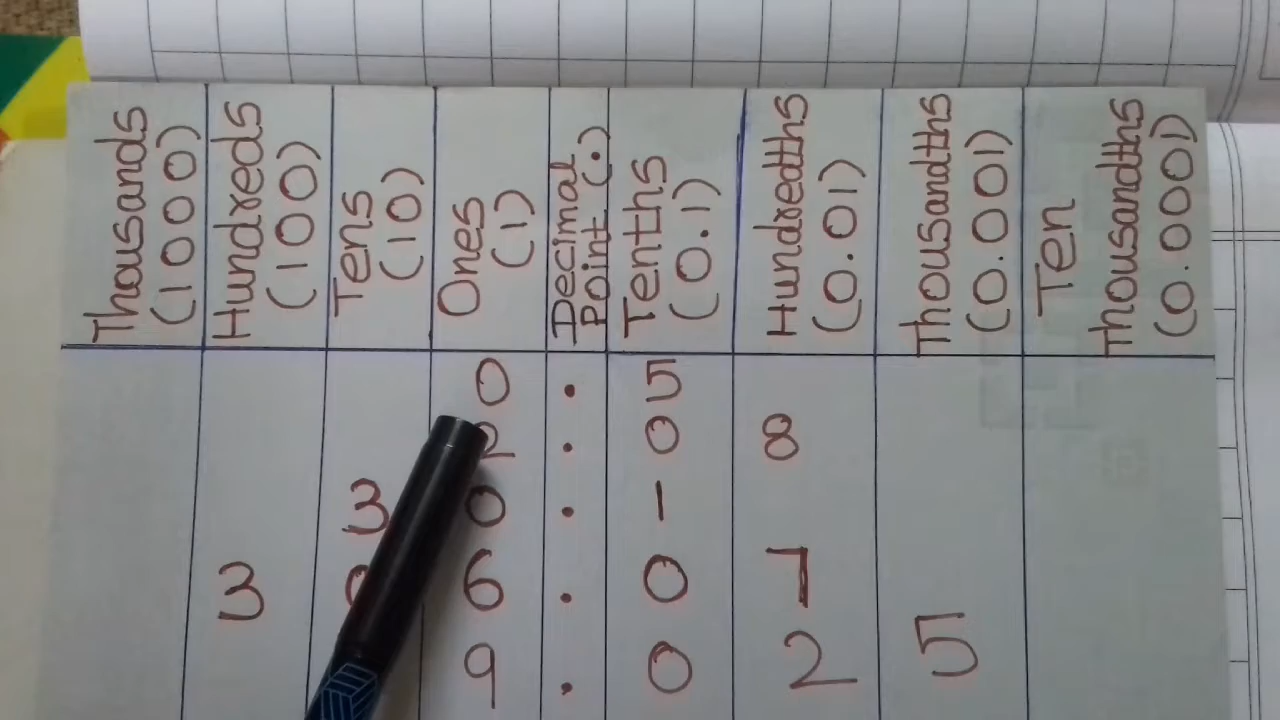 Thousands
(1000)
Hundreds
(100)
Tens
(10)
Ones
(1)
Decimal
Point (.)
Tenths
(0.1)
Hundredths
(0.01)
Thousandths
(0.001)
Ten
Thousandths
(0.0001)
0 . 5
. 0 8
3 0 . 1
3 6 . 0 7
9 . 0 2 5